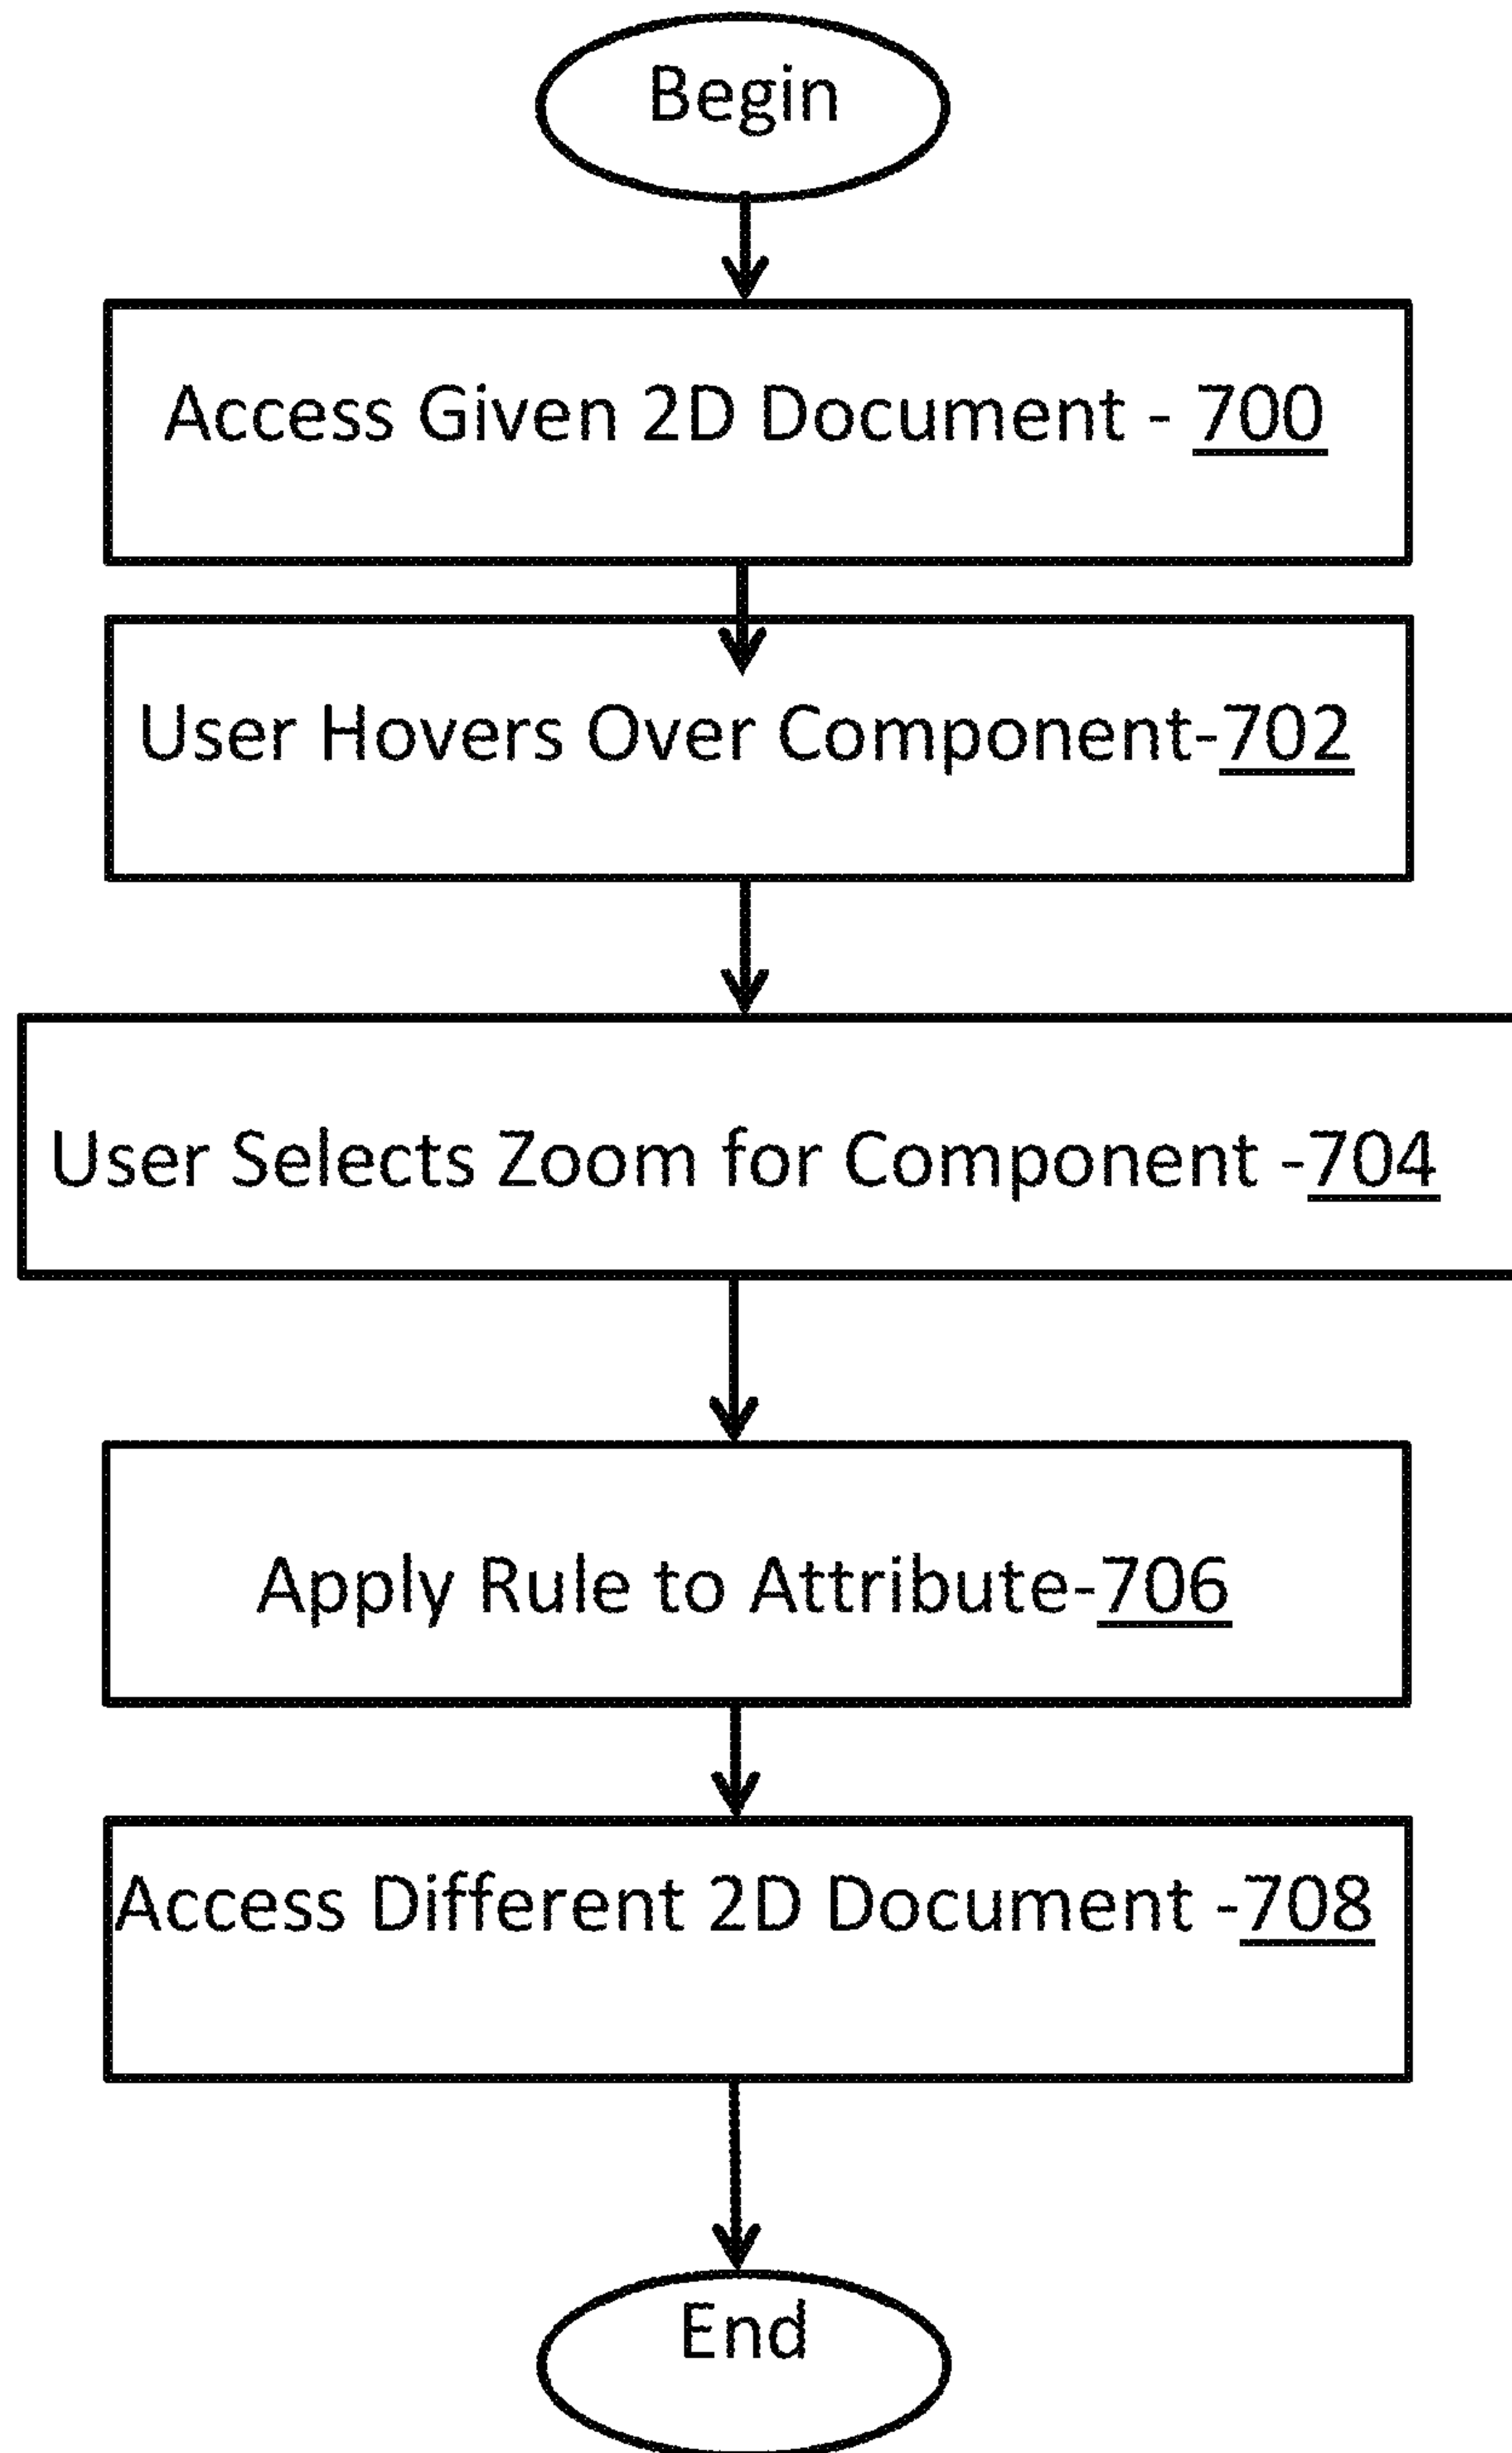 Begin
Access Given 2D Document - 700
User Hovers Over Component-702
User Selects Zoom for Component -704
Apply Rule to Attribute-706
Access Different 2D Document -708
End